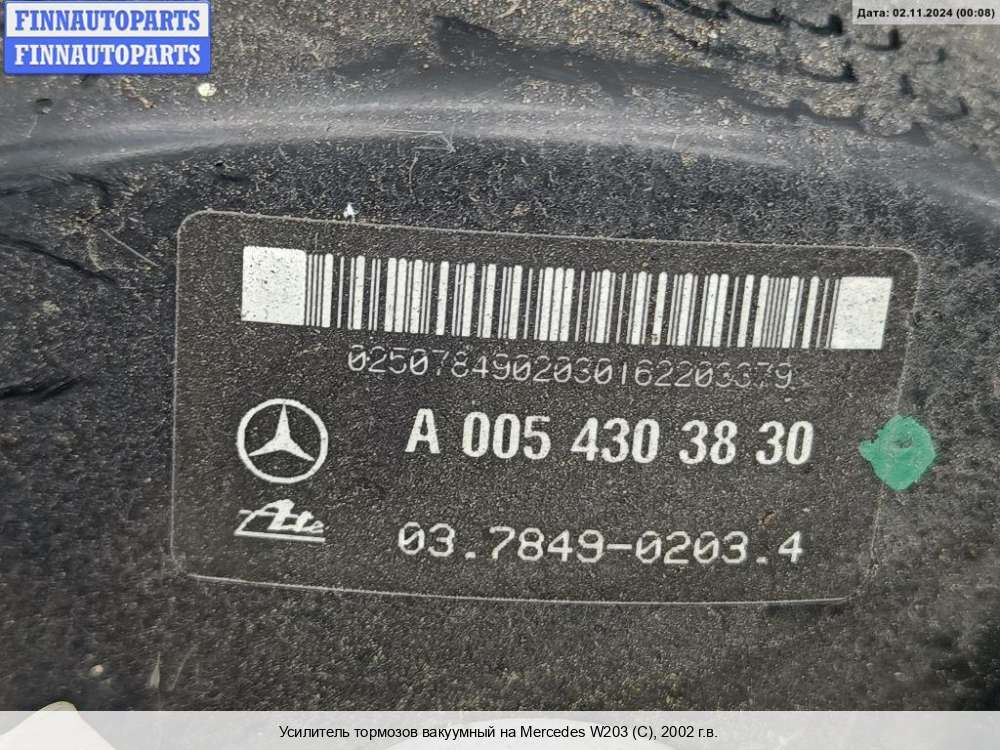 FINNAUTOPARTS
FINNAUTOPARTS
Дата: 02.11.2024 (00:08)
0250784902030162203379
A 005 430 38 30
Ate
03.7849-0203.4
Усилитель тормозов вакуумный на Mercedes W203 (C), 2002 г.в.